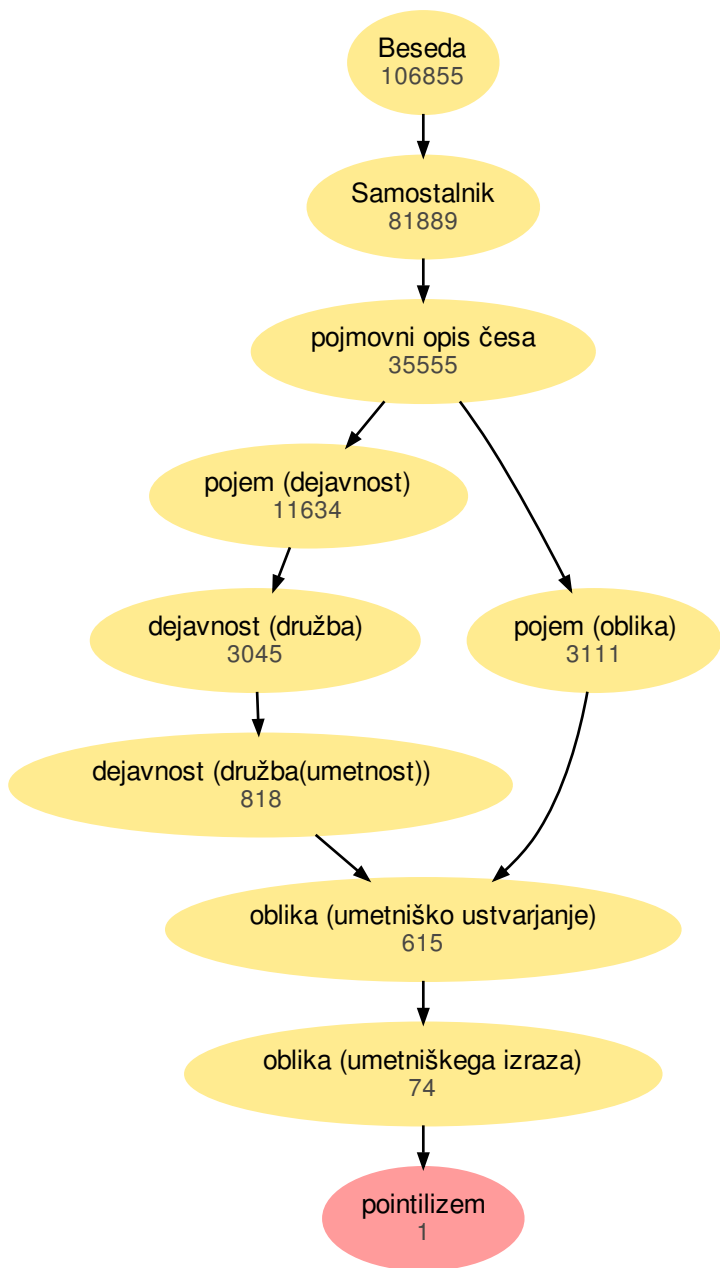 Beseda
106855
Samostalnik
81889
pojmovni opis česa
35555
pojem (dejavnost)
11634
dejavnost (družba)
3045
pojem (oblika)
3111
dejavnost (družba(umetnost))
818
oblika (umetniško ustvarjanje)
615
oblika (umetniškega izraza)
74
pointilizem
1